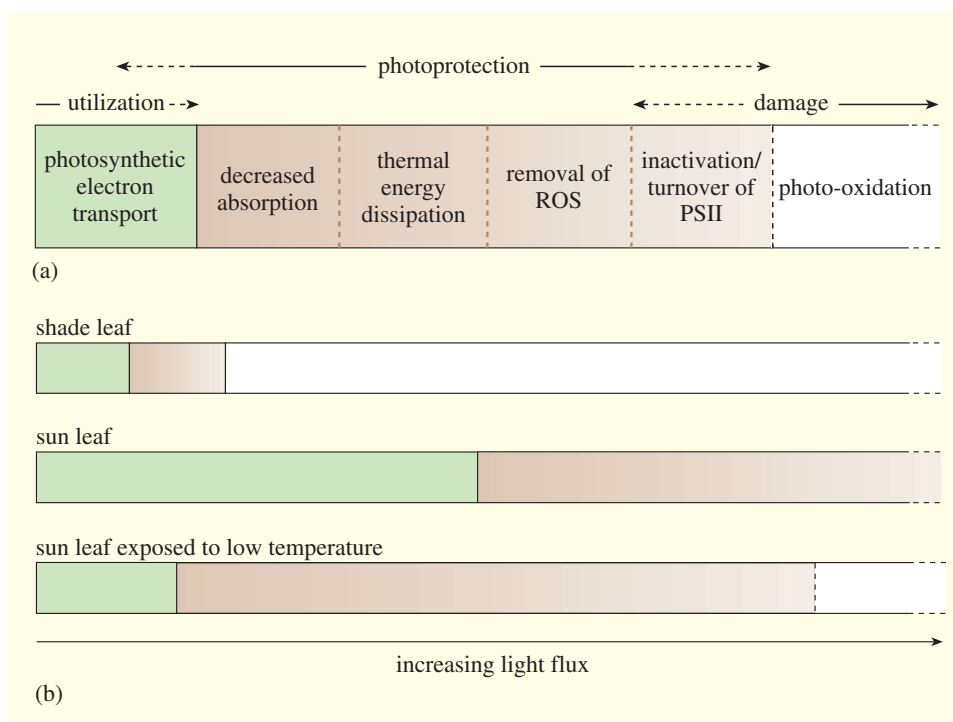 photoprotection
utilization
damage
photosynthetic
electron
transport
decreased
absorption
thermal
energy
dissipation
removal of
ROS
inactivation/
turnover of
PSII
photo-oxidation
(a)
shade leaf
sun leaf
sun leaf exposed to low temperature
increasing light flux
(b)